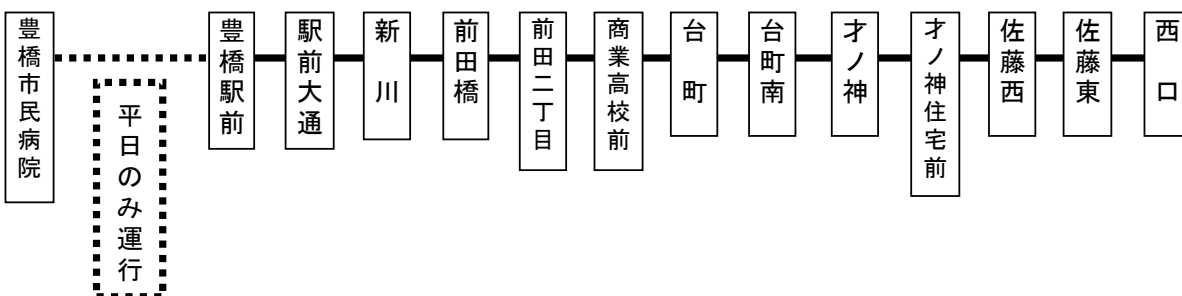 豊橋市民病院
平日のみ運行
豊橋駅前
駅前大通
新川
前田橋
前田二丁目
商業高校前
台町
台町南
才ノ神
才ノ神住宅前
佐藤西
佐藤東
西口